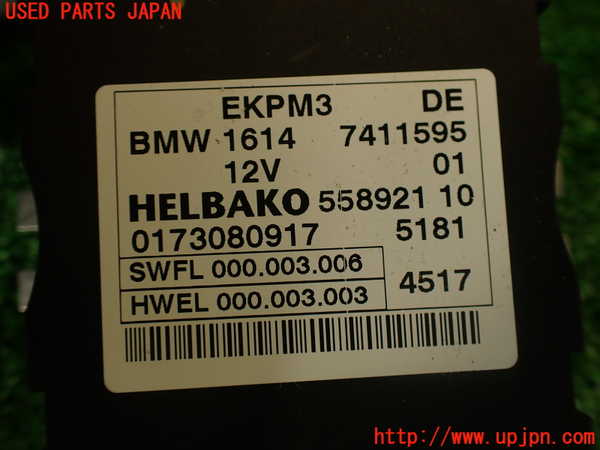 USED PARTS JAPAN
EKPM3 DE
BMW 1614 7411595
12V 01
HELBAKO 558921 10
0173080917 5181
SWFL 000.003.006
HWEL 000.003.003 4517
http://www.upjpn.com